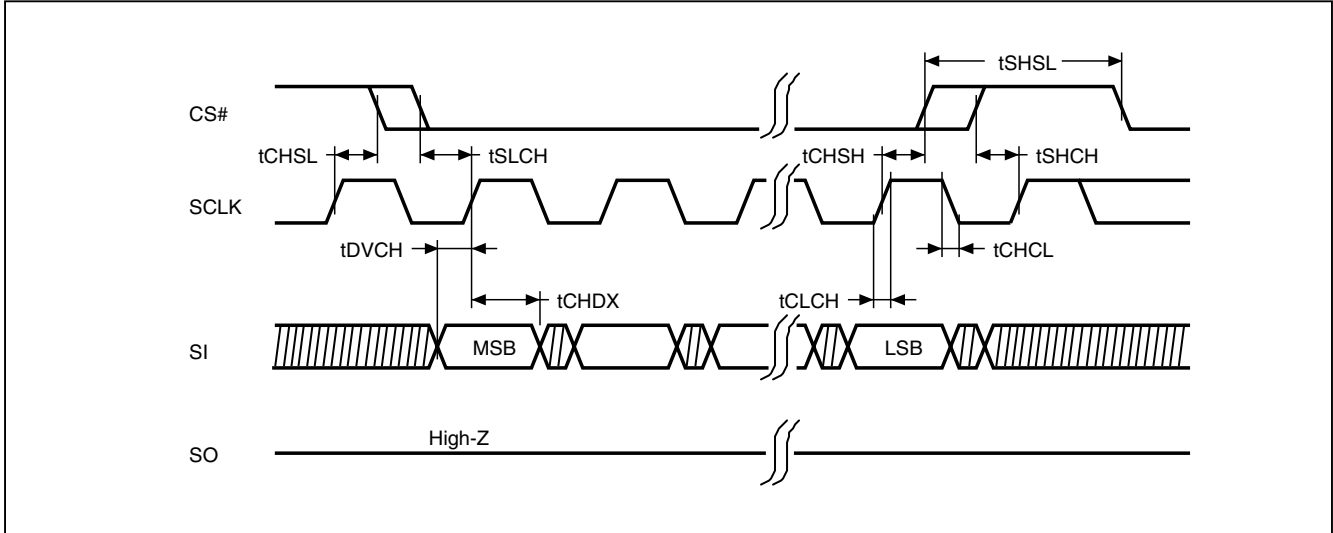 tSHSL
CS#
tCHSL
tSLCH
tCHSH
tSHCH
SCLK
tDVCH
tCHCL
tCHDX
tCLCH
SI
MSB
LSB
High-Z
SO